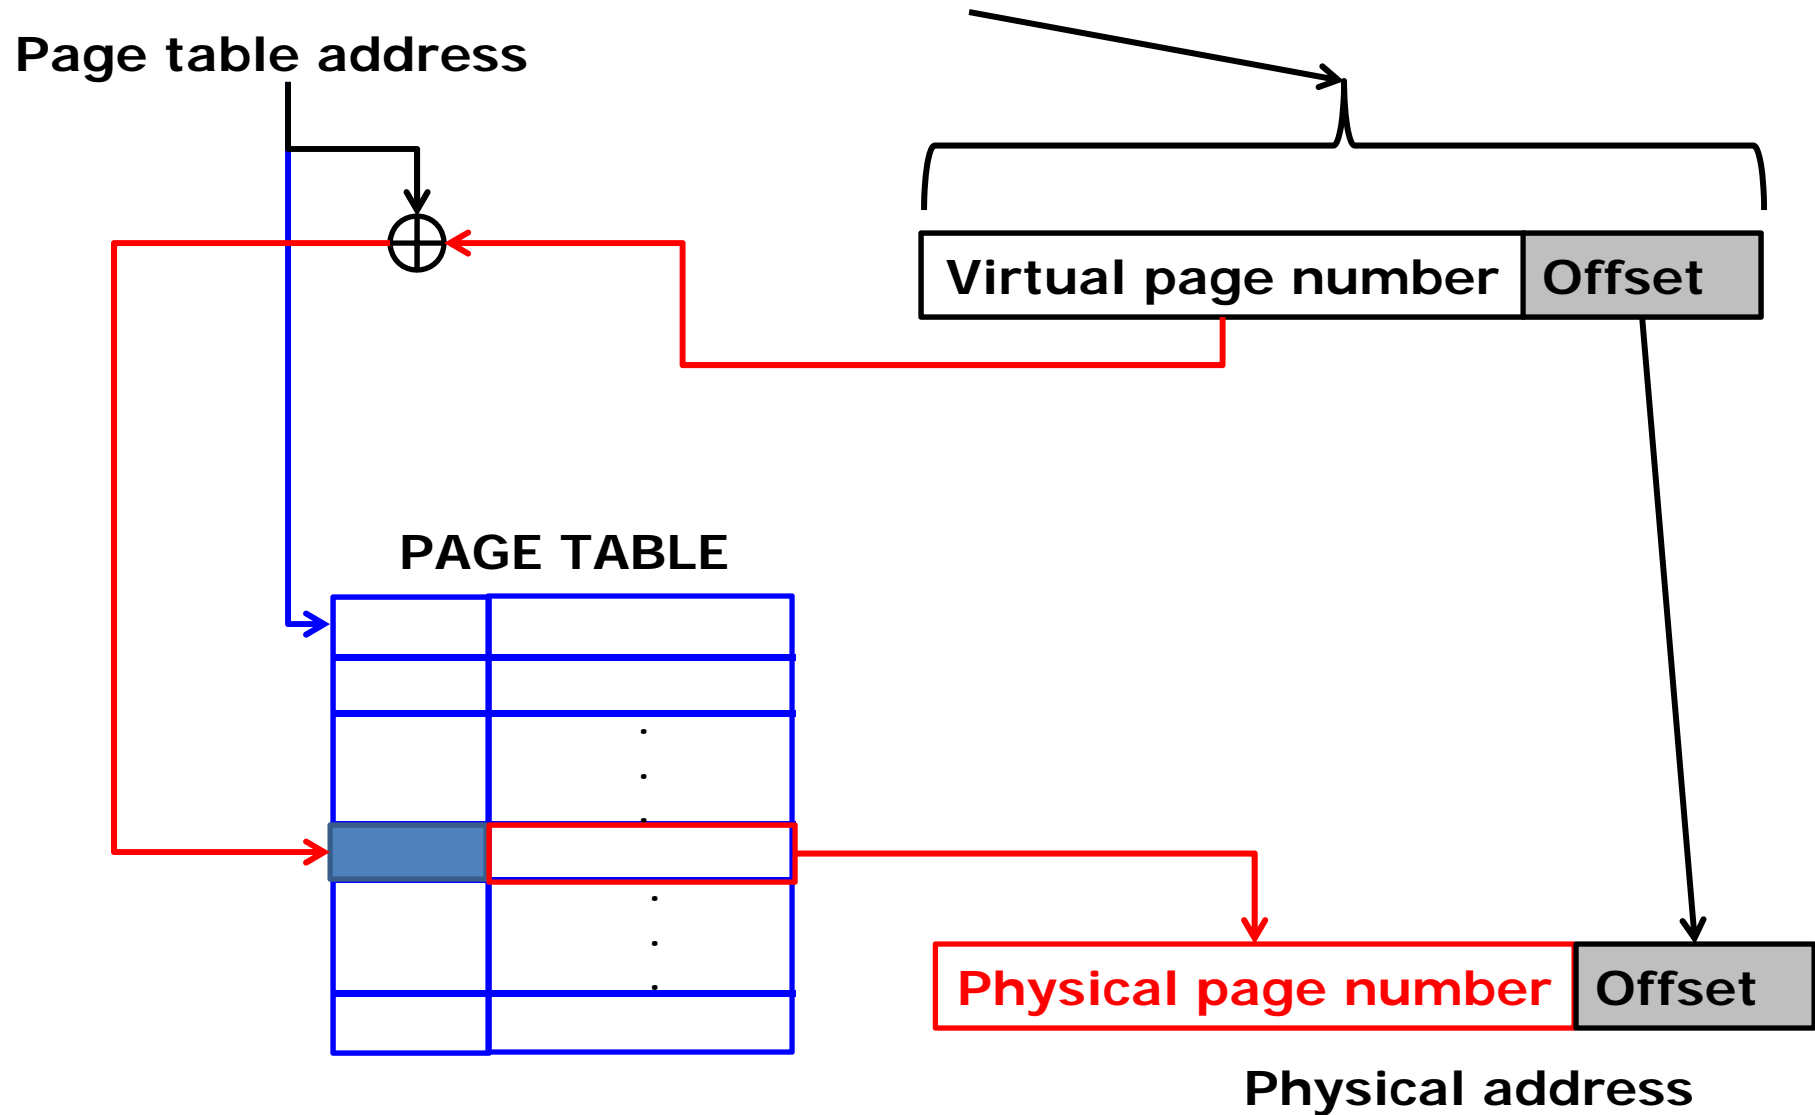 Page table address
Virtual page number
Offset
PAGE TABLE
Physical page number
Offset
Physical address